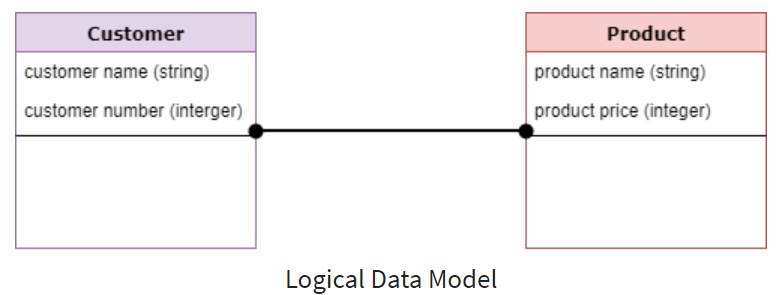 Customer
customer name (string)
customer number (interger)
Product
product name (string)
product price (integer)
Logical Data Model